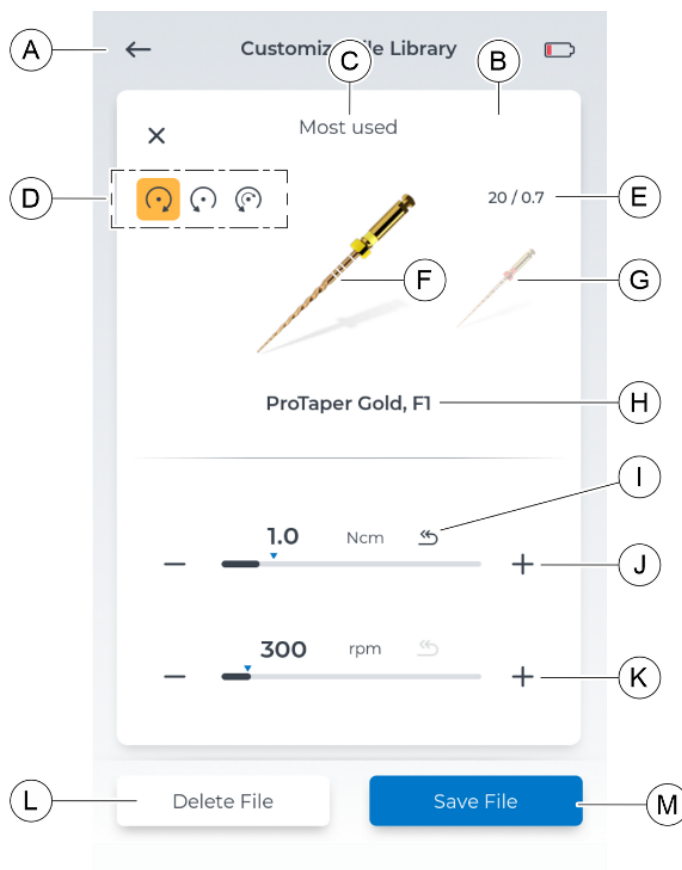 A
Customize File Library
C
B
Most used
D
20 / 0.7
E
F
G
ProTaper Gold, F1
H
I
1.0 Ncm
J
300 rpm
K
L
Delete File
Save File
M